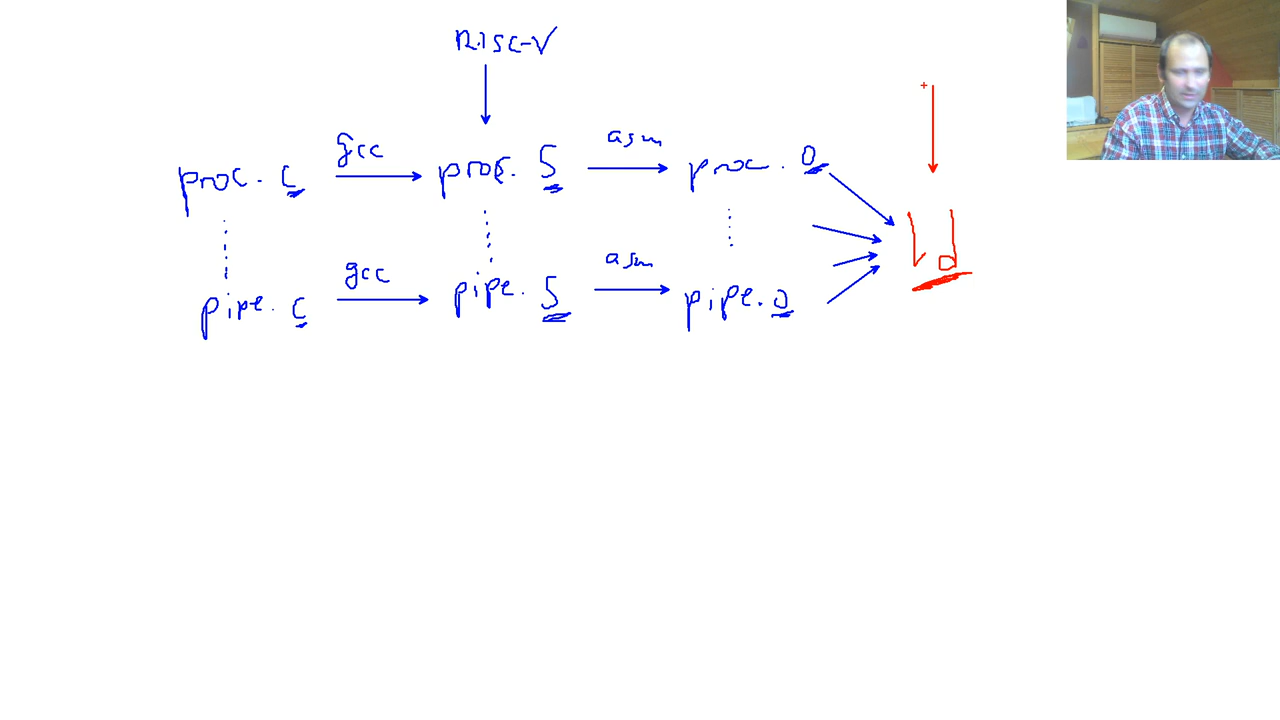 RISC-V
gcc asm
proc.c proc.S proc.o
ld
gcc asm
pipe.c pipe.S pipe.o